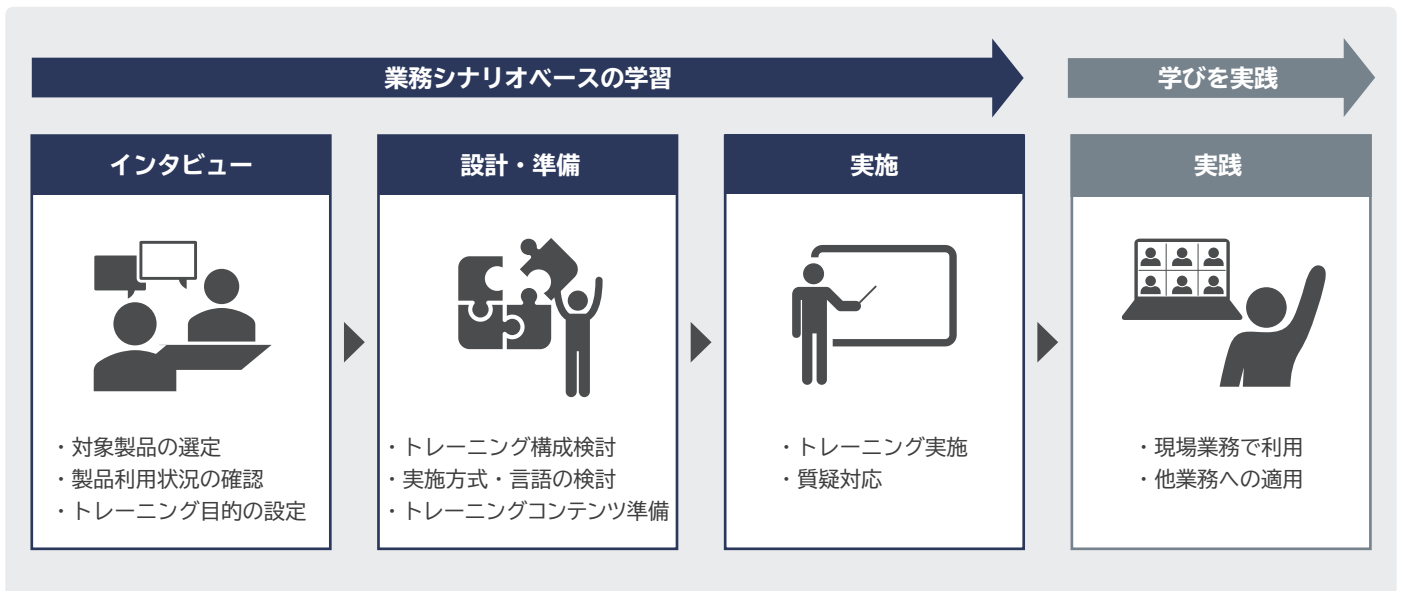 業務シナリオベースの学習
学びを実践
インタビュー
・対象製品の選定
・製品利用状況の確認
・トレーニング目的の設定
設計・準備
・トレーニング構成検討
・実施方式・言語の検討
・トレーニングコンテンツ準備
実施
・トレーニング実施
・質疑対応
実践
・現場業務で利用
・他業務への適用